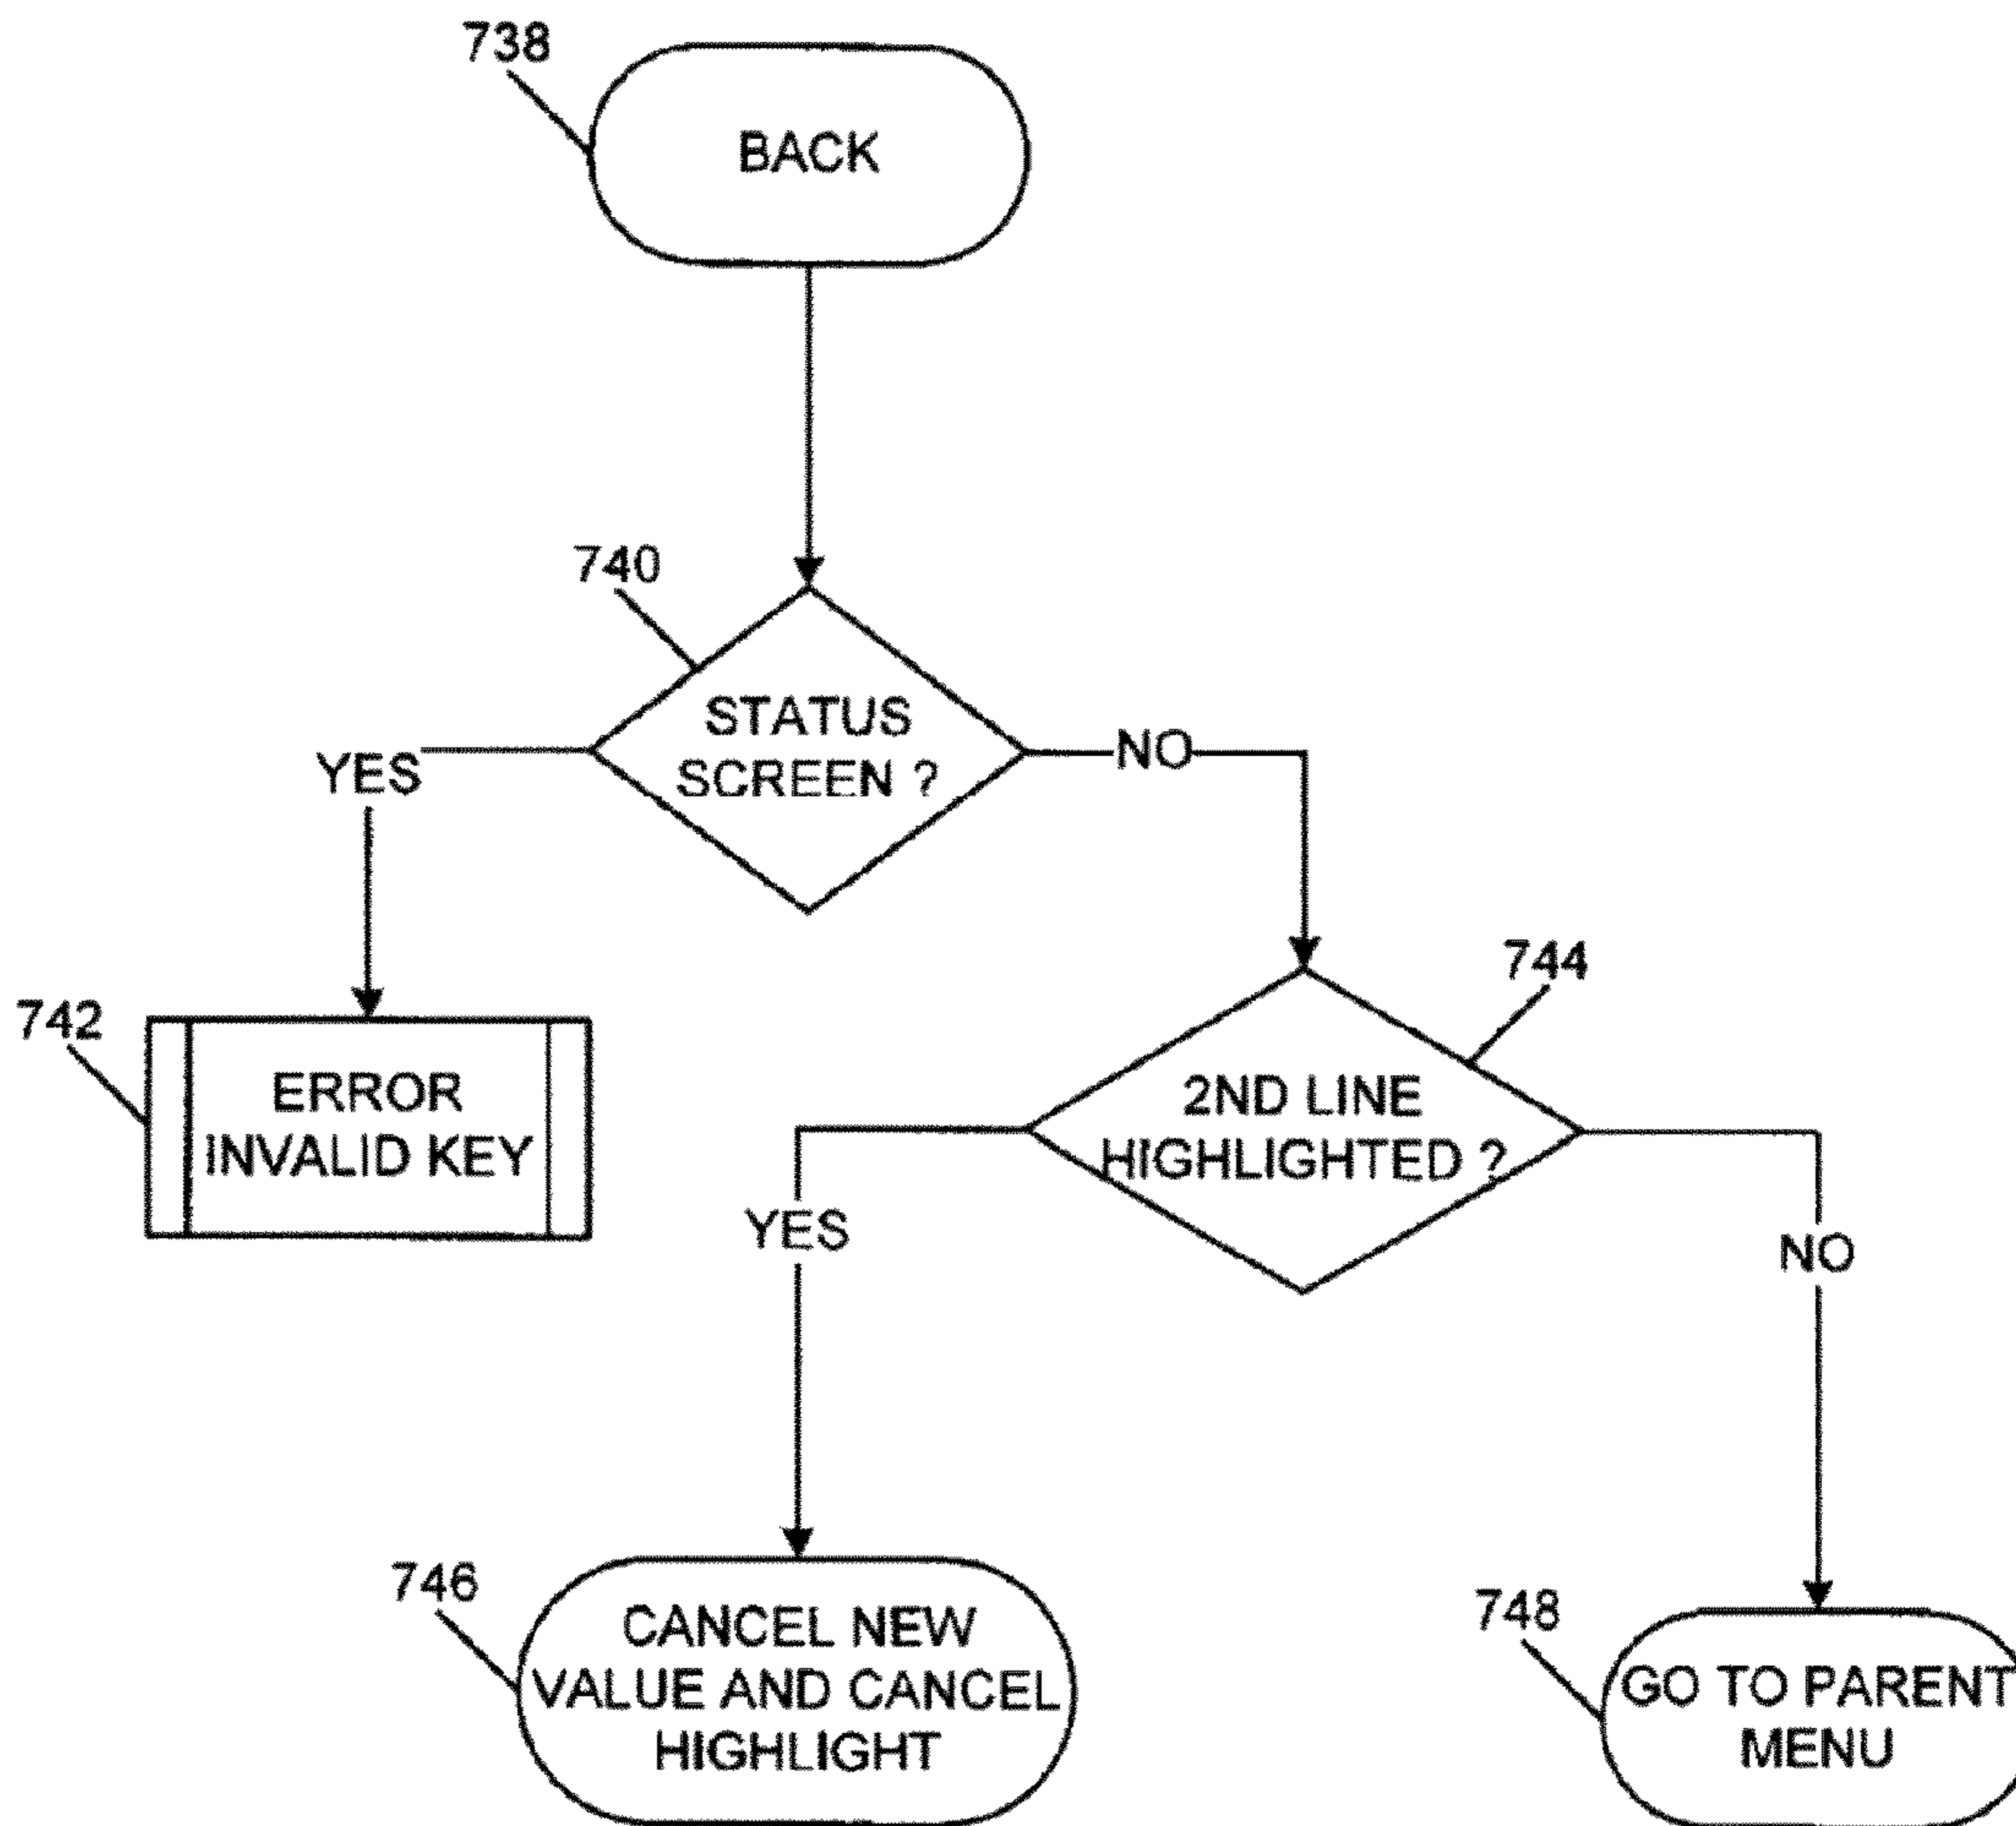 738
BACK
740
STATUS
SCREEN ?
YES
NO
742
ERROR
INVALID KEY
744
2ND LINE
HIGHLIGHTED ?
YES
NO
746
CANCEL NEW
VALUE AND CANCEL
HIGHLIGHT
748
GO TO PARENT
MENU